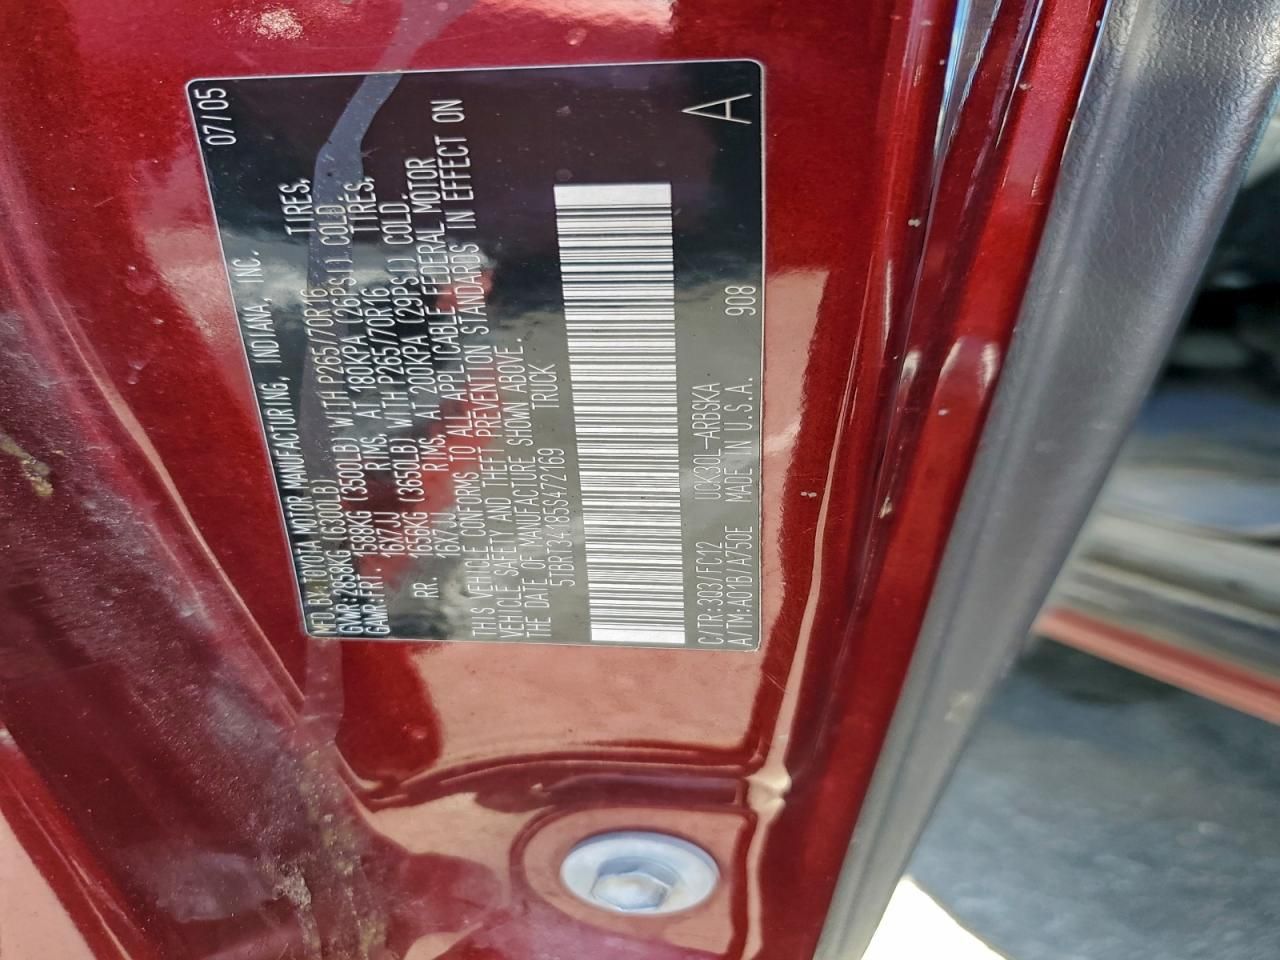 MFD. BY: TOYOTA MOTOR MANUFACTURING, INDIANA, INC. 07/05
GVWR: 2858KG (6300LB)
GAWR: FRT. 1588KG (3500LB) WITH P265/70R16 TIRES,
16X7JJ RIMS, AT 180KPA (26PSI) COLD.
RR. 1656KG (3650LB) WITH P265/70R16 TIRES,
16X7JJ RIMS, AT 200KPA (29PSI) COLD.
THIS VEHICLE CONFORMS TO ALL APPLICABLE FEDERAL MOTOR
VEHICLE SAFETY AND THEFT PREVENTION STANDARDS IN EFFECT ON
THE DATE OF MANUFACTURE SHOWN ABOVE.
5TBRT34185S472169 TRUCK
C/TR:3Q3/FC12 UCK30L-ARBSKA
A/TM:A01B/A750E MADE IN U.S.A. 908 A